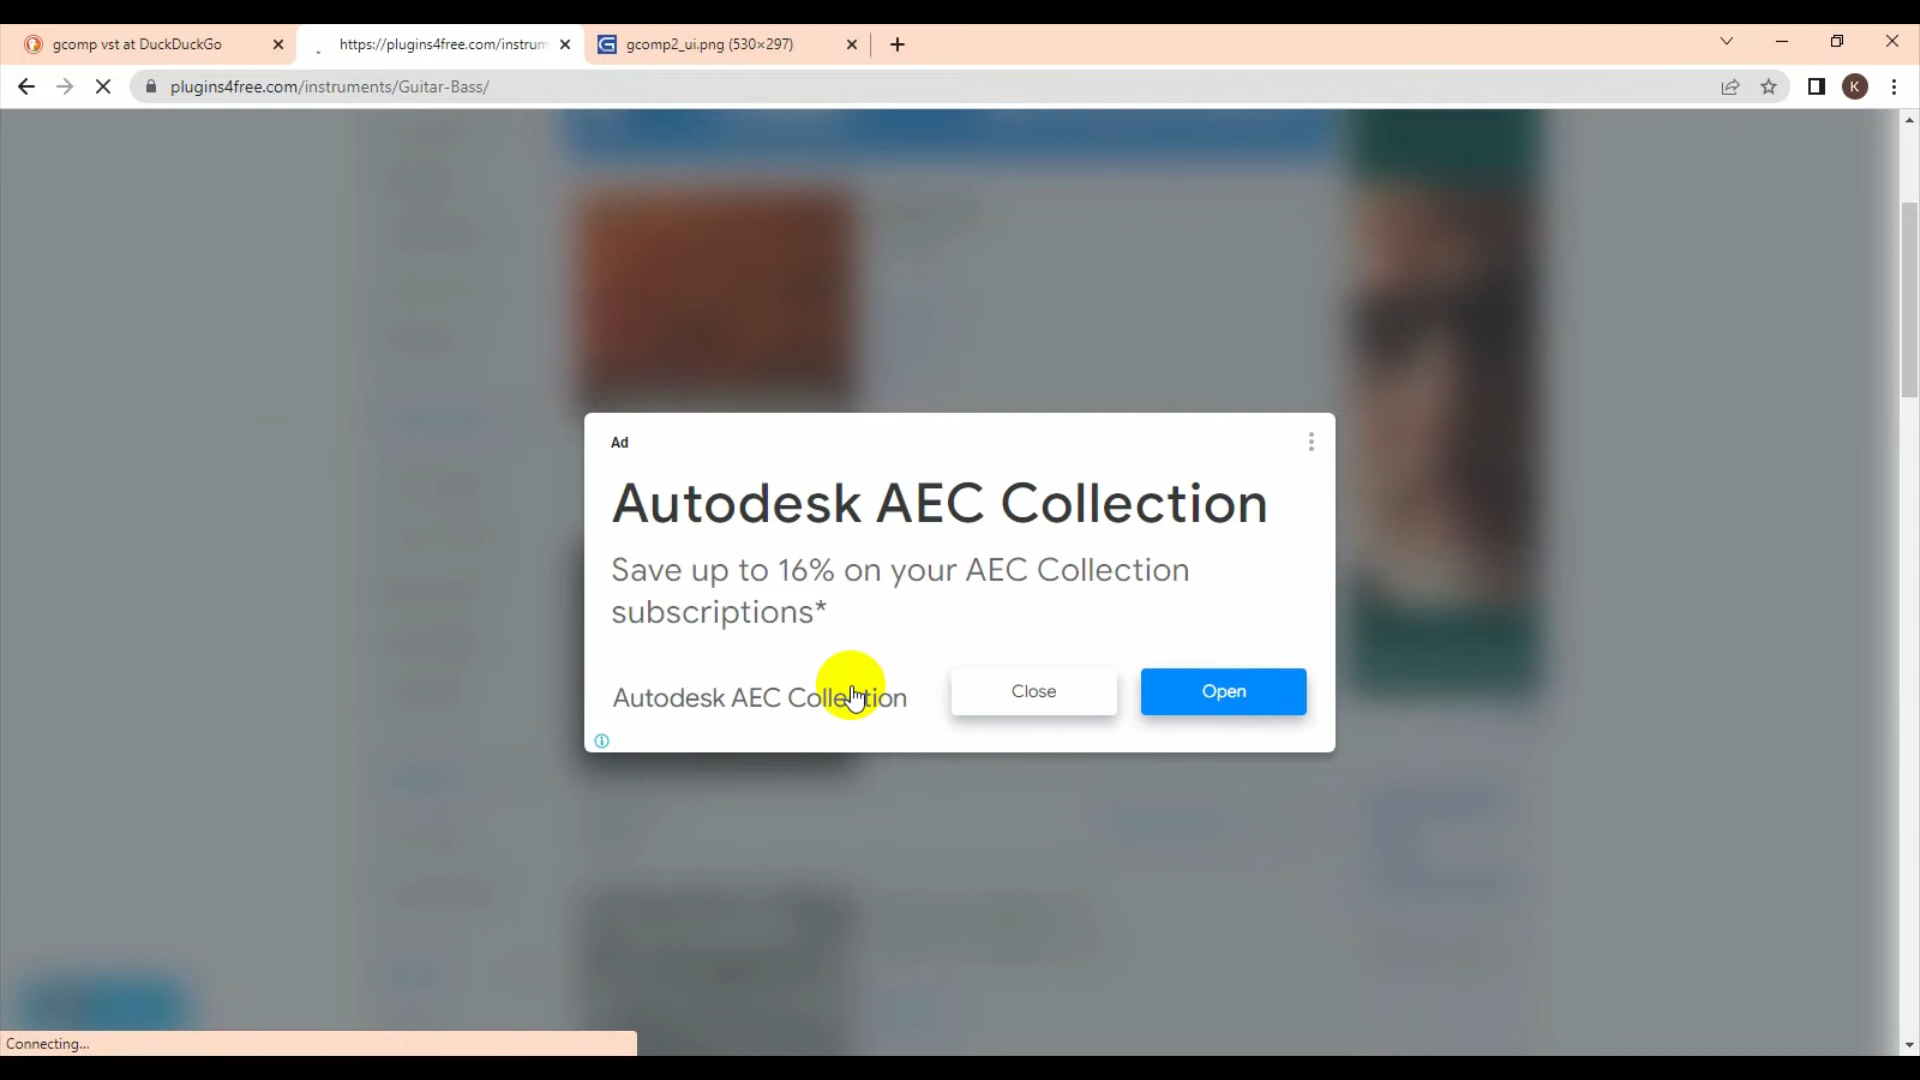 gcomp vst at DuckDuckGo
https://plugins4free.com/instrum
gcomp2_ui.png (530×297)
plugins4free.com/instruments/Guitar-Bass/
K
Ad
Autodesk AEC Collection
Save up to 16% on your AEC Collection
subscriptions*
Autodesk AEC Collection
Close
Open
Connecting...